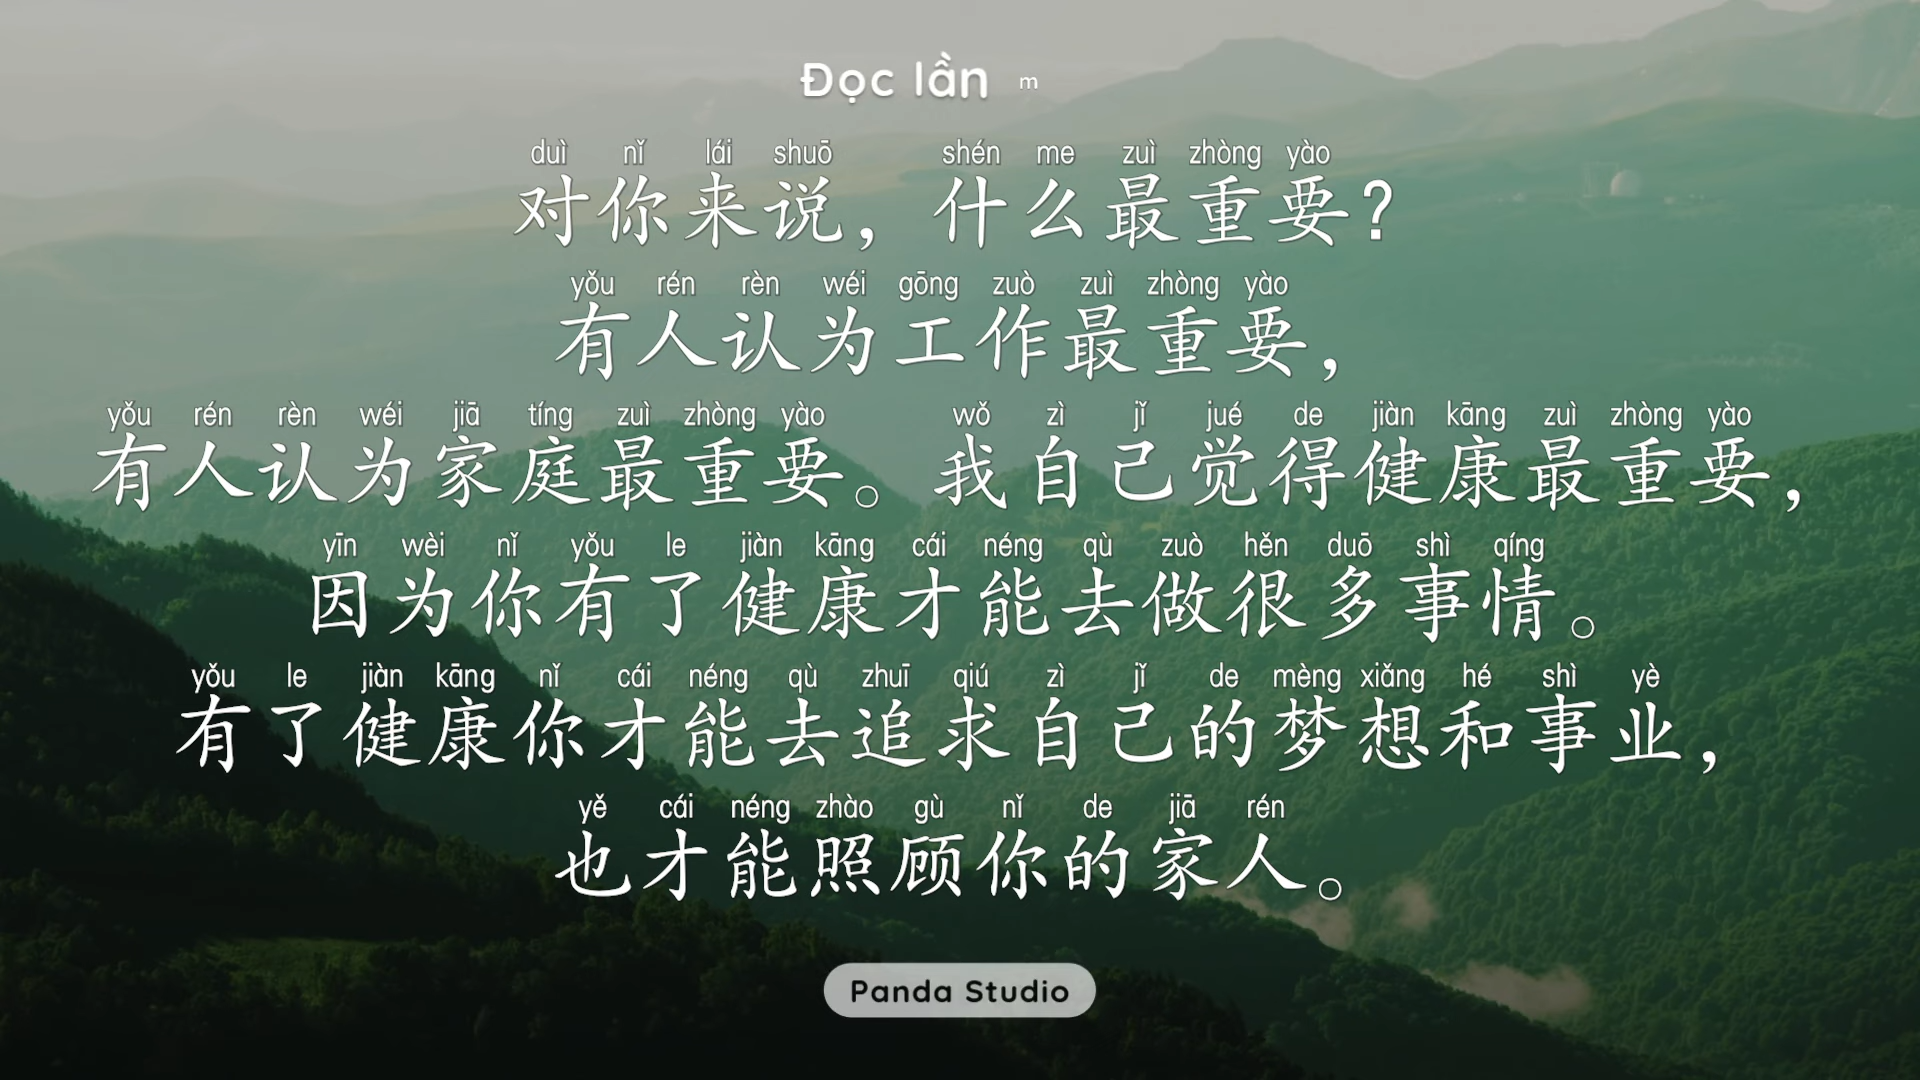 Đọc lần m
duì nǐ lái shuō shén me zuì zhòng yào
对你来说，什么最重要？
yǒu rén rèn wéi gōng zuò zuì zhòng yào
有人认为工作最重要，
yǒu rén rèn wéi jiā tíng zuì zhòng yào wǒ zì jǐ jué de jiàn kāng zuì zhòng yào
有人认为家庭最重要。我自己觉得健康最重要，
yīn wèi nǐ yǒu le jiàn kāng cái néng qù zuò hěn duō shì qíng
因为你有了健康才能去做很多事情。
yǒu le jiàn kāng nǐ cái néng qù zhuī qiú zì jǐ de mèng xiǎng hé shì yè
有了健康你才能去追求自己的梦想和事业，
yě cái néng zhào gù nǐ de jiā rén
也才能照顾你的家人。
Panda Studio